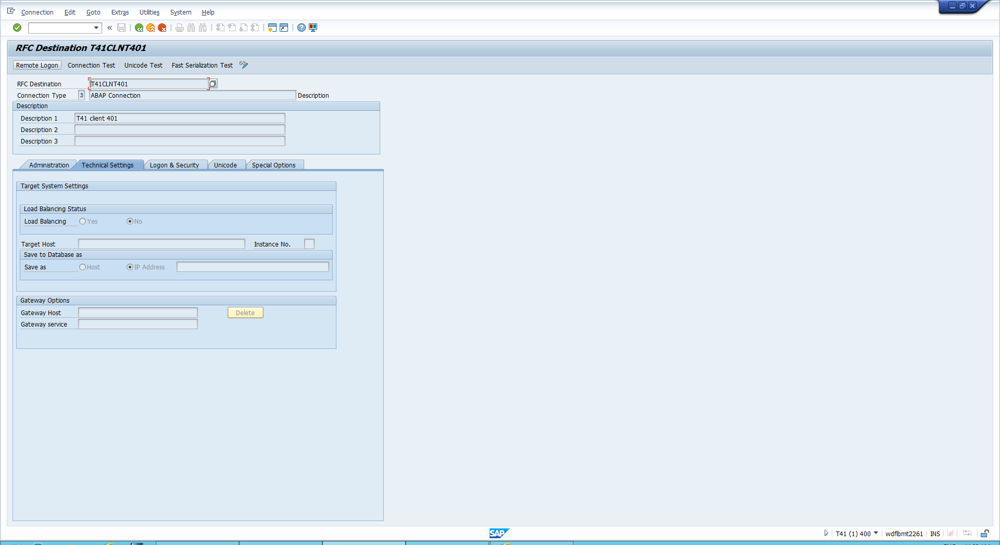 Connection Edit Goto Extras Utilities System Help
RFC Destination T41CLNT401
Remote Logon Connection Test Unicode Test Fast Serialization Test
RFC Destination T41CLNT401
Connection Type 3 ABAP Connection Description
Description
Description 1 T41 client 401
Description 2
Description 3
Administration Technical Settings Logon & Security Unicode Special Options
Target System Settings
Load Balancing Status
Load Balancing Yes No
Target Host Instance No.
Save to Database as
Save as Host IP Address
Gateway Options
Gateway Host Delete
Gateway service
SAP T41 (1) 400 wdflbmt2261 INS